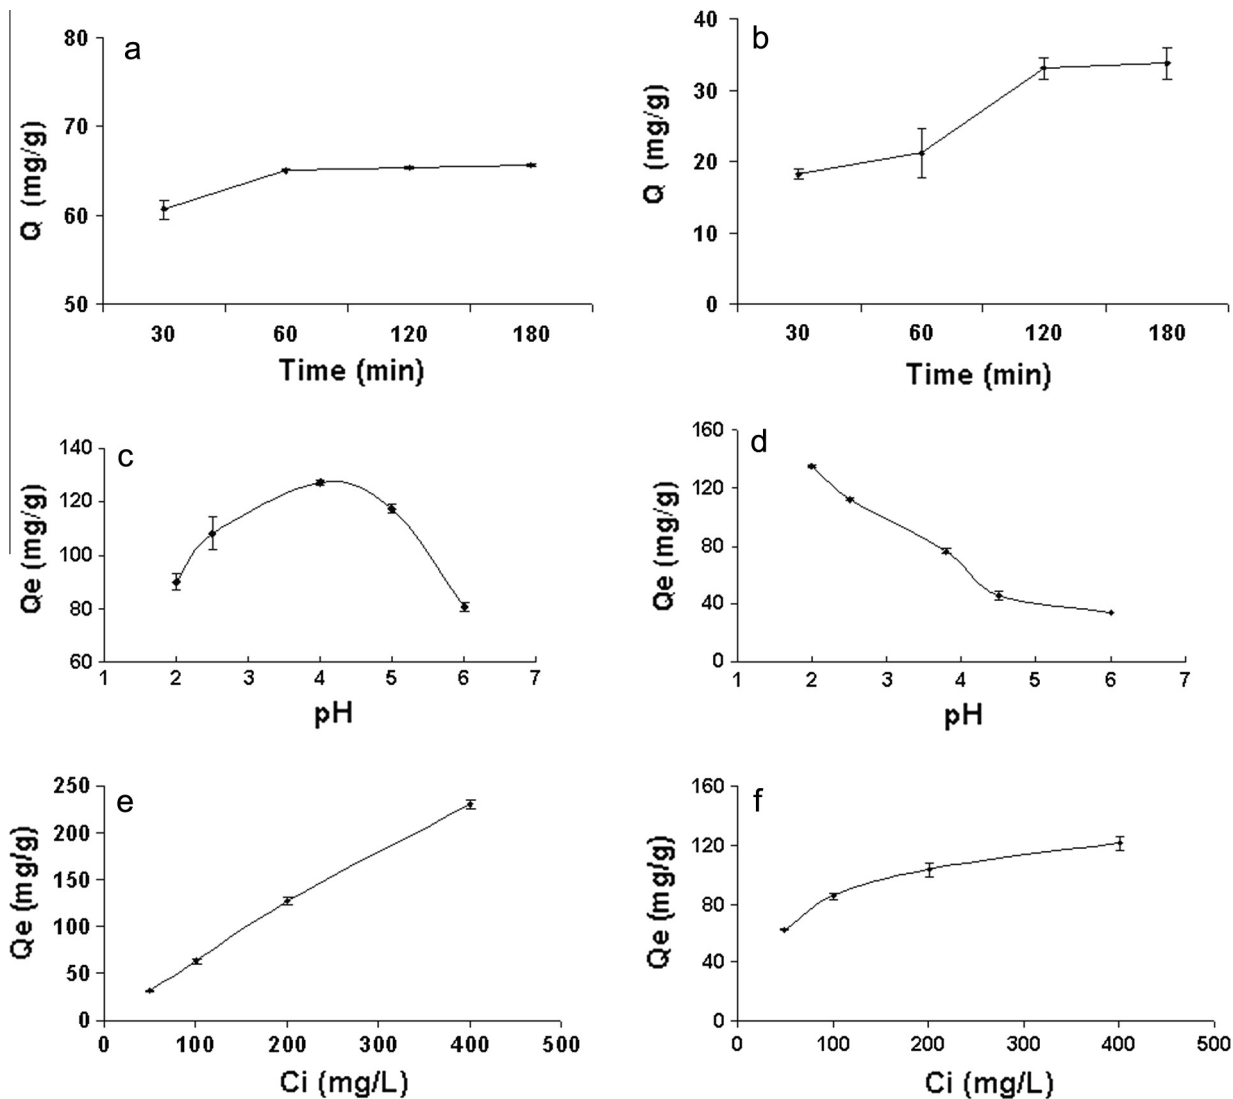 a
80
70
60
50
Q (mg/g)
30 60 120 180
Time (min)
b
40
30
20
10
0
Q (mg/g)
30 60 120 180
Time (min)
c
140
120
100
80
60
Qe (mg/g)
1 2 3 4 5 6 7
pH
d
160
120
80
40
0
Qe (mg/g)
1 2 3 4 5 6 7
pH
e
250
200
150
100
50
0
Qe (mg/g)
0 100 200 300 400 500
Ci (mg/L)
f
160
120
80
40
0
Qe (mg/g)
0 100 200 300 400 500
Ci (mg/L)